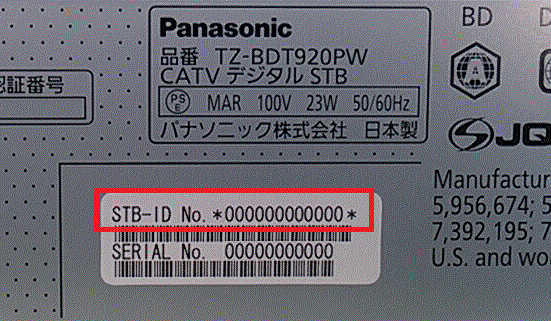 Panasonic
品番 TZ-BDT920PW
CATV デジタル STB
PS
E MAR 100V 23W 50/60Hz
パナソニック株式会社 日本製
BD
D
認証番号
A
JQ
STB-ID No. *000000000000*
SERIAL No. 00000000000
Manufactur
5,956,674; 5
7,392,195; 7
U.S. and wo